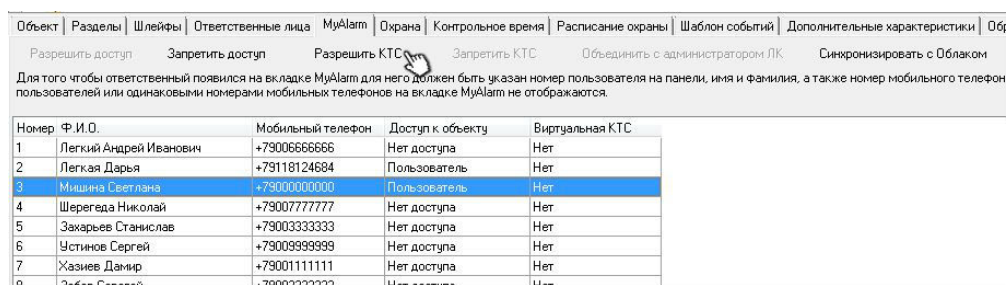 Объект Разделы Шлейфы Ответственные лица MyAlarm Охрана Контрольное время Расписание охраны Шаблон событий Дополнительные характеристики
Разрешить доступ Запретить доступ Разрешить КТС Запретить КТС Объединить с администратором ЛК Синхронизировать с Облаком
Для того чтобы ответственный появился на вкладке MyAlarm для него должен быть указан номер пользователя на панели, имя и фамилия, а также номер мобильного телефон
пользователей или одинаковыми номерами мобильных телефонов на вкладке MyAlarm не отображаются.
Номер Ф.И.О. Мобильный телефон Доступ к объекту Виртуальная КТС
1 Легкий Андрей Иванович +79006666666 Нет доступа Нет
2 Легкая Дарья +79118124684 Пользователь Нет
3 Мишина Светлана +79000000000 Пользователь Нет
4 Шерегеда Николай +79007777777 Нет доступа Нет
5 Захарьев Станислав +79003333333 Нет доступа Нет
6 Устинов Сергей +79009999999 Нет доступа Нет
7 Хазиев Дамир +79001111111 Нет доступа Нет